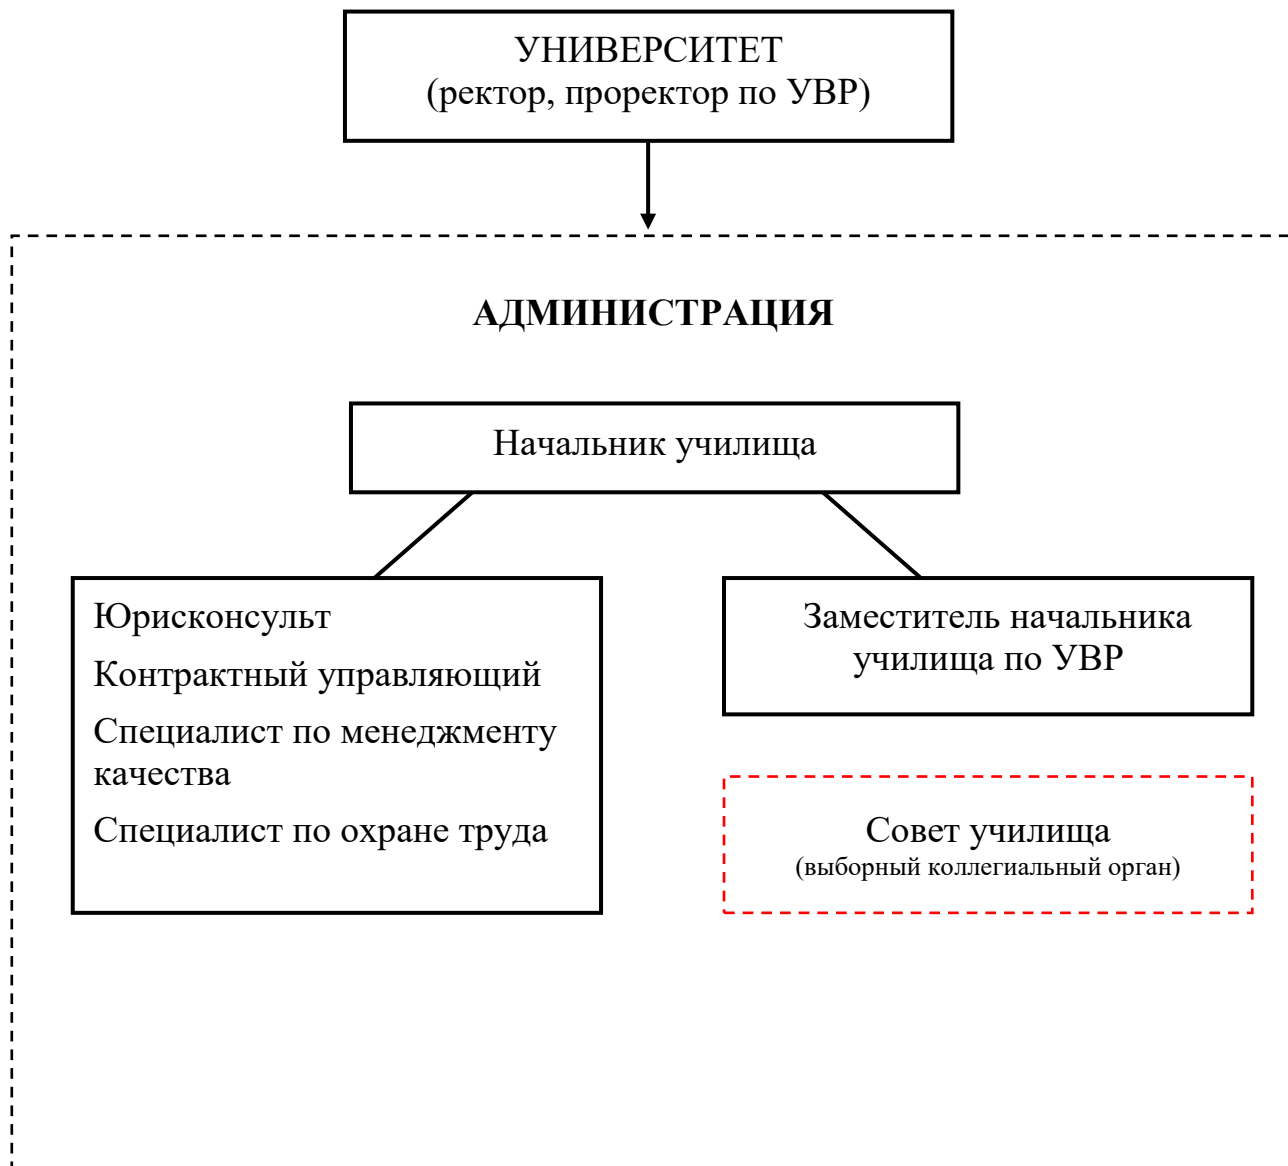 УНИВЕРСИТЕТ
(ректор, проректор по УВР)
АДМИНИСТРАЦИЯ
Начальник училища
Юрисконсульт
Контрактный управляющий
Специалист по менеджменту
качества
Специалист по охране труда
Заместитель начальника
училища по УВР
Совет училища
(выборный коллегиальный орган)